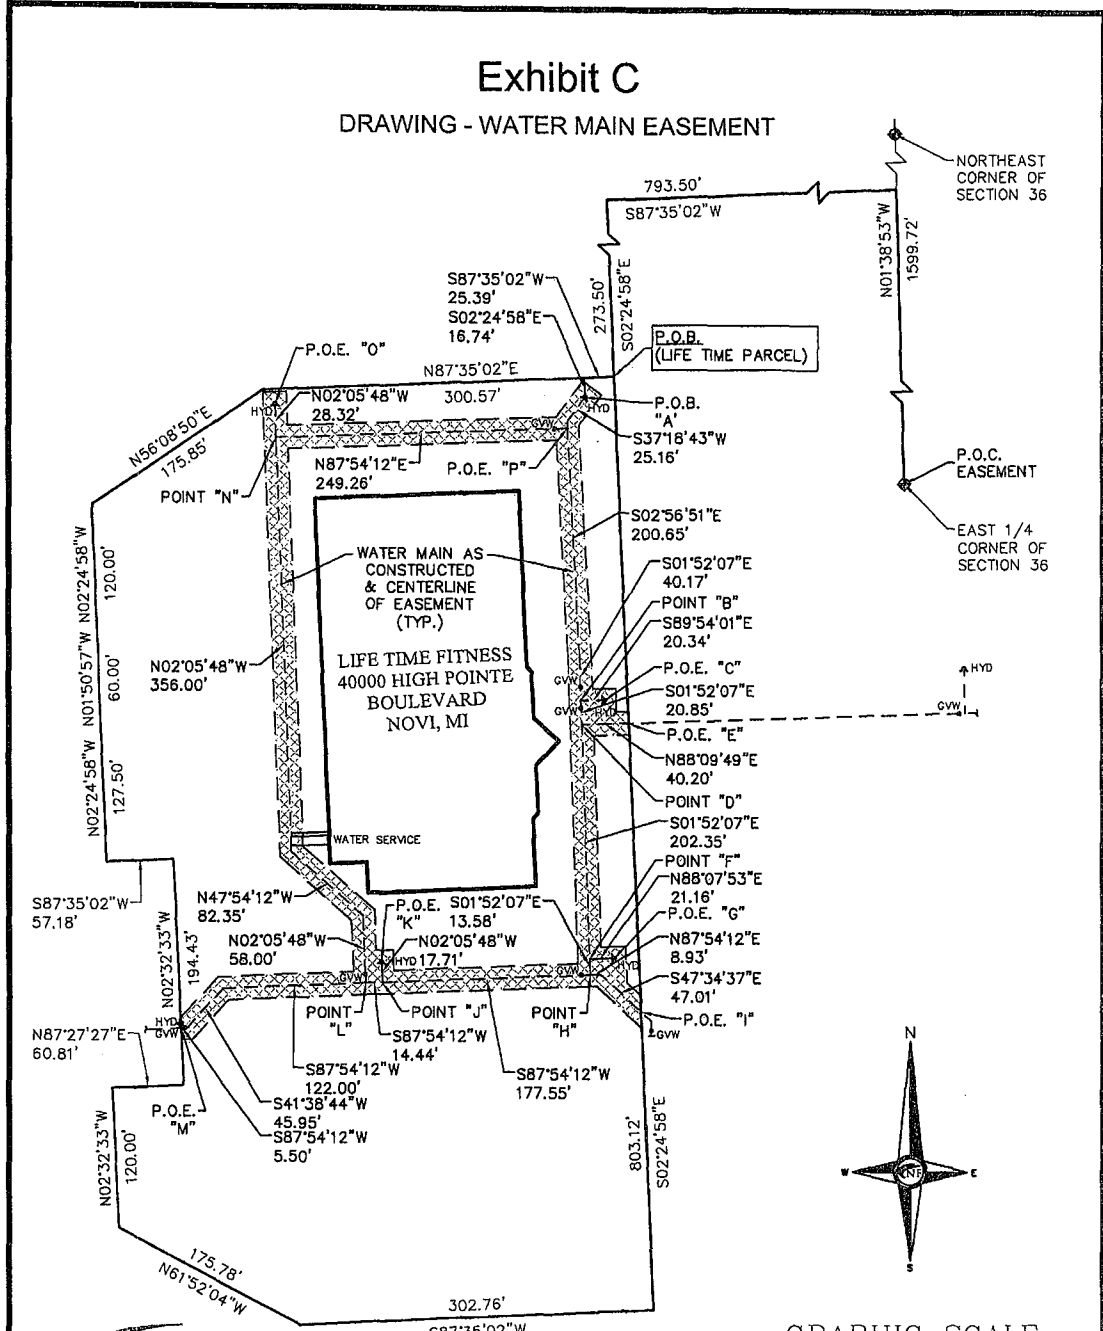 Exhibit C
DRAWING - WATER MAIN EASEMENT
NORTHEAST
CORNER OF
SECTION 36
793.50'
S87°35'02"W
N01°38'53"W
1599.72'
273.50'
S02°24'58"E
S87°35'02"W
25.39'
S02°24'58"E
16.74'
P.O.B.
(LIFE TIME PARCEL)
P.O.E. "O"
N87°35'02"E
300.57'
HYD
N02°05'48"W
28.32'
GVW
HYD
P.O.B.
"A'
S37°18'43"W
25.16'
N56°08'50"E
175.85'
N87°54'12"E
249.26'
P.O.E. "P"
POINT "N"
P.O.C.
EASEMENT
EAST 1/4
CORNER OF
SECTION 36
S02°56'51"E
200.65'
WATER MAIN AS
CONSTRUCTED
& CENTERLINE
OF EASEMENT
(TYP.)
S01°52'07"E
40.17'
POINT "B"
S89°54'01"E
20.34'
N02°24'58"W
120.00'
N01°50'57"W
60.00'
N02°24'58"W
127.50'
N02°05'48"W
356.00'
LIFE TIME FITNESS
40000 HIGH POINTE
BOULEVARD
NOVI, MI
P.O.E. "C"
GVW
GVW
HYD
S01°52'07"E
20.85'
HYD
GVW
P.O.E. "E"
N88°09'49"E
40.20'
POINT "D"
S01°52'07"E
202.35'
WATER SERVICE
POINT "F"
N88°07'53"E
21.16'
P.O.E. "G"
S87°35'02"W
57.18'
N47°54'12"W
82.35'
P.O.E.
"K"
S01°52'07"E
13.58'
N02°05'48"W
58.00'
N02°05'48"W
17.71'
N87°54'12"E
8.93'
N02°32'33"W
194.43'
GVW
HYD
GVW
HYD
S47°34'37"E
47.01'
POINT
"L"
POINT "J"
POINT
"H"
P.O.E. "I"
GVW
HYD
GVW
N87°27'27"E
60.81'
S87°54'12"W
14.44'
S87°54'12"W
122.00'
S87°54'12"W
177.55'
P.O.E.
"M"
S41°38'44"W
45.95'
S87°54'12"W
5.50'
N02°32'33"W
120.00'
803.12'
S02°24'58"E
N
W
E
S
175.78'
N61°52'04"W
302.76'
S87°35'02"W
GRAPHIC SCALE